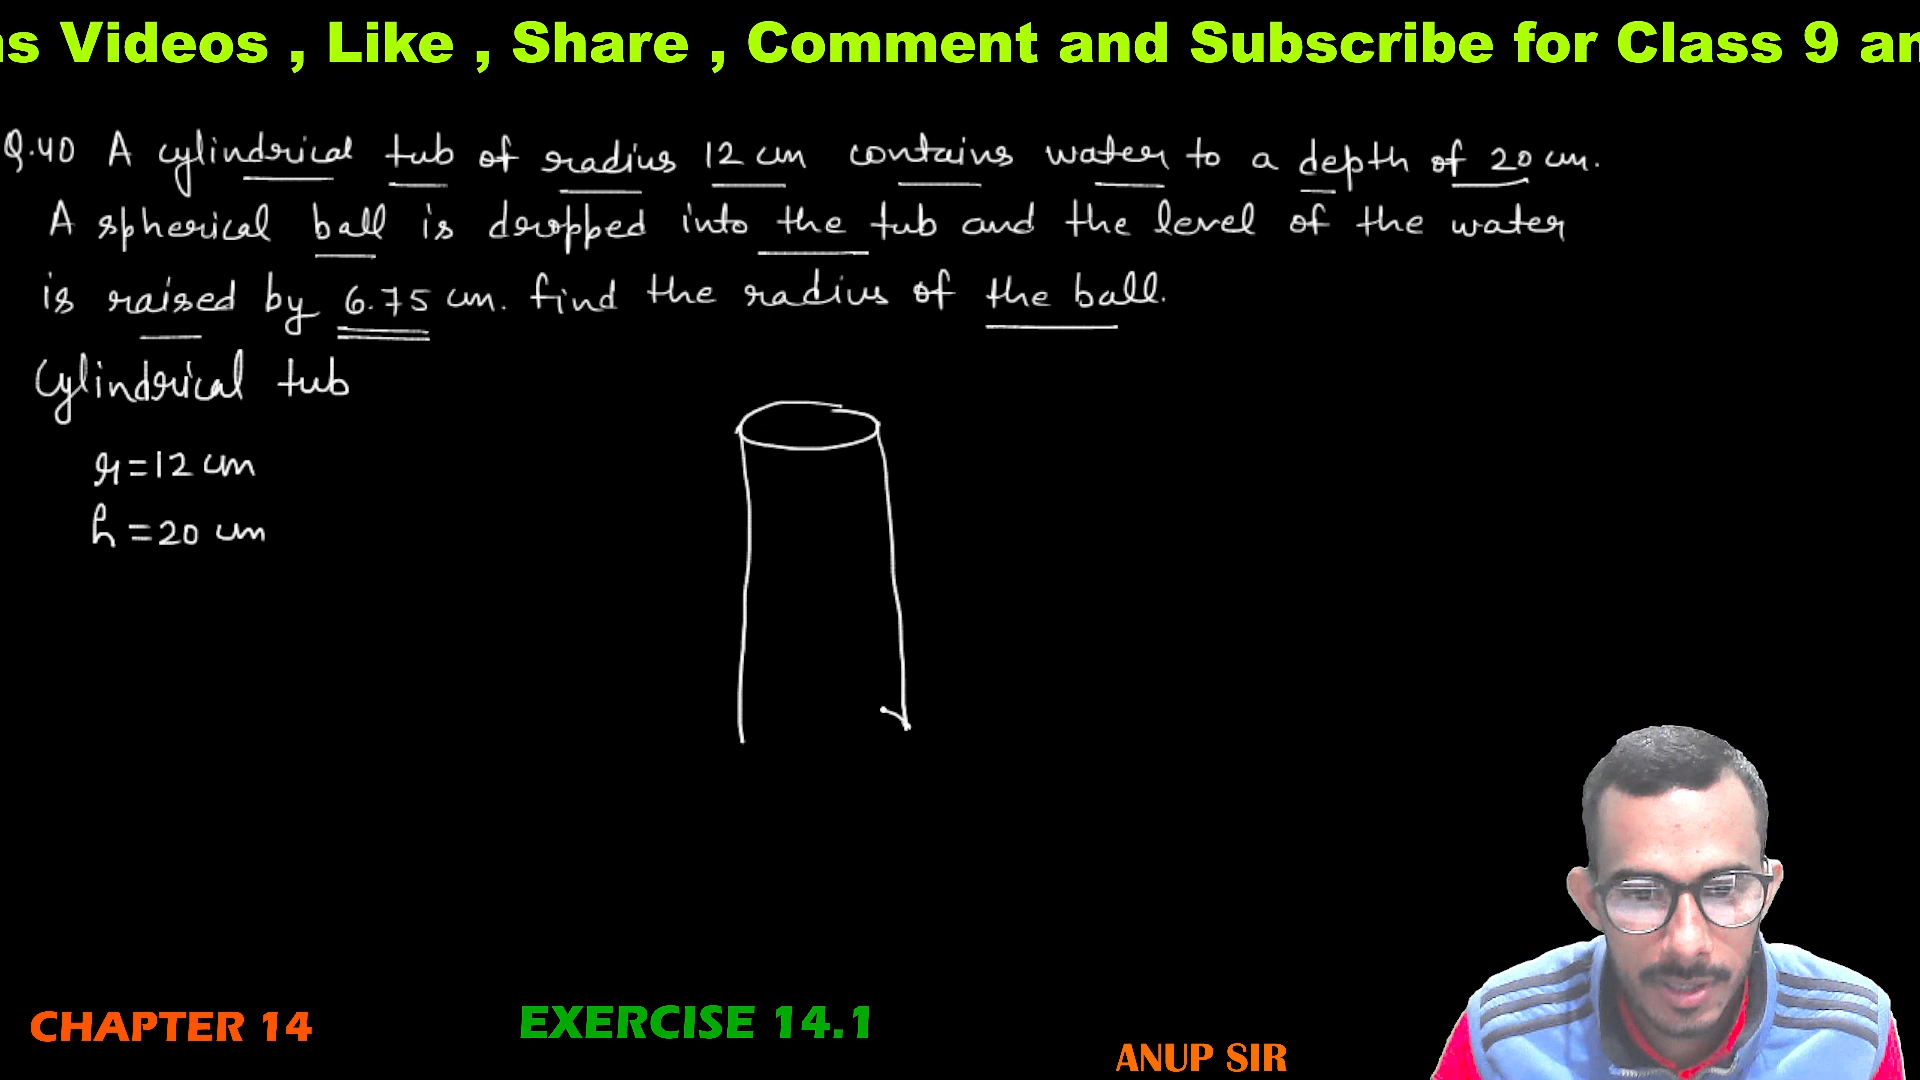 ns Videos , Like , Share , Comment and Subscribe for Class 9 an
Q.40 A cylindrical tub of radius 12 cm contains water to a depth of 20 cm.
A spherical ball is dropped into the tub and the level of the water
is raised by 6.75 cm. find the radius of the ball.
Cylindrical tub
r=12 cm
h=20 cm
CHAPTER 14
EXERCISE 14.1
ANUP SIR